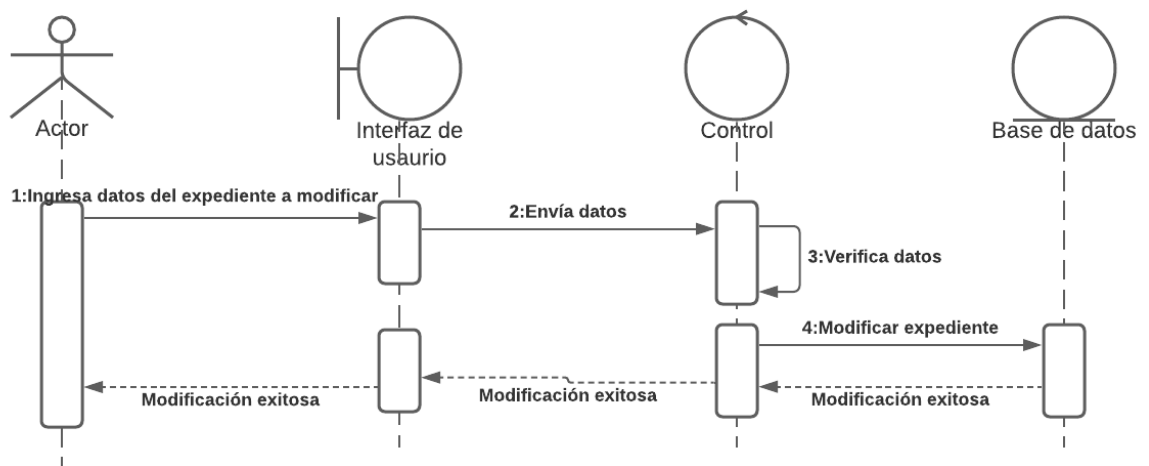 Actor
Interfaz de
usaurio
Control
Base de datos
1:Ingresa datos del expediente a modificar
2:Envía datos
3:Verifica datos
4:Modificar expediente
Modificación exitosa
Modificación exitosa
Modificación exitosa